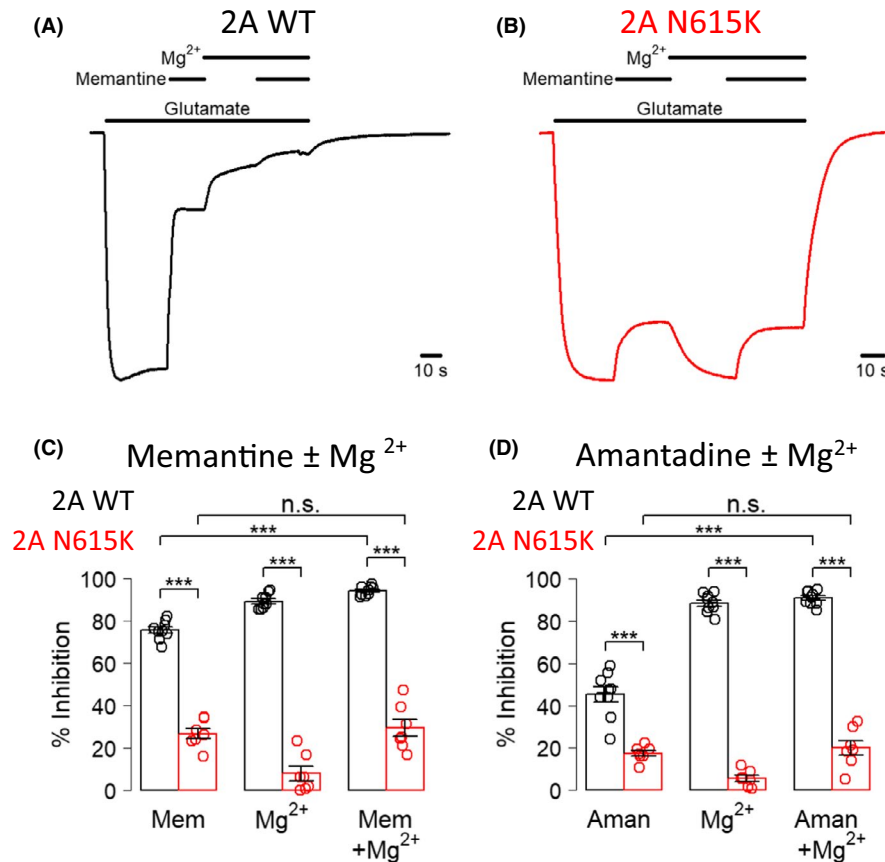 (A) 2A WT
Mg2+
Memantine
Glutamate
10 s
(B) 2A N615K
Mg2+
Memantine
Glutamate
10 s
(C) Memantine ± Mg 2+
2A WT
2A N615K
n.s.
***
*** *** ***
% Inhibition
100
80
60
40
20
0
Mem Mg2+ Mem
+Mg2+
(D) Amantadine ± Mg2+
2A WT
2A N615K
n.s.
***
*** *** ***
% Inhibition
100
80
60
40
20
0
Aman Mg2+ Aman
+Mg2+